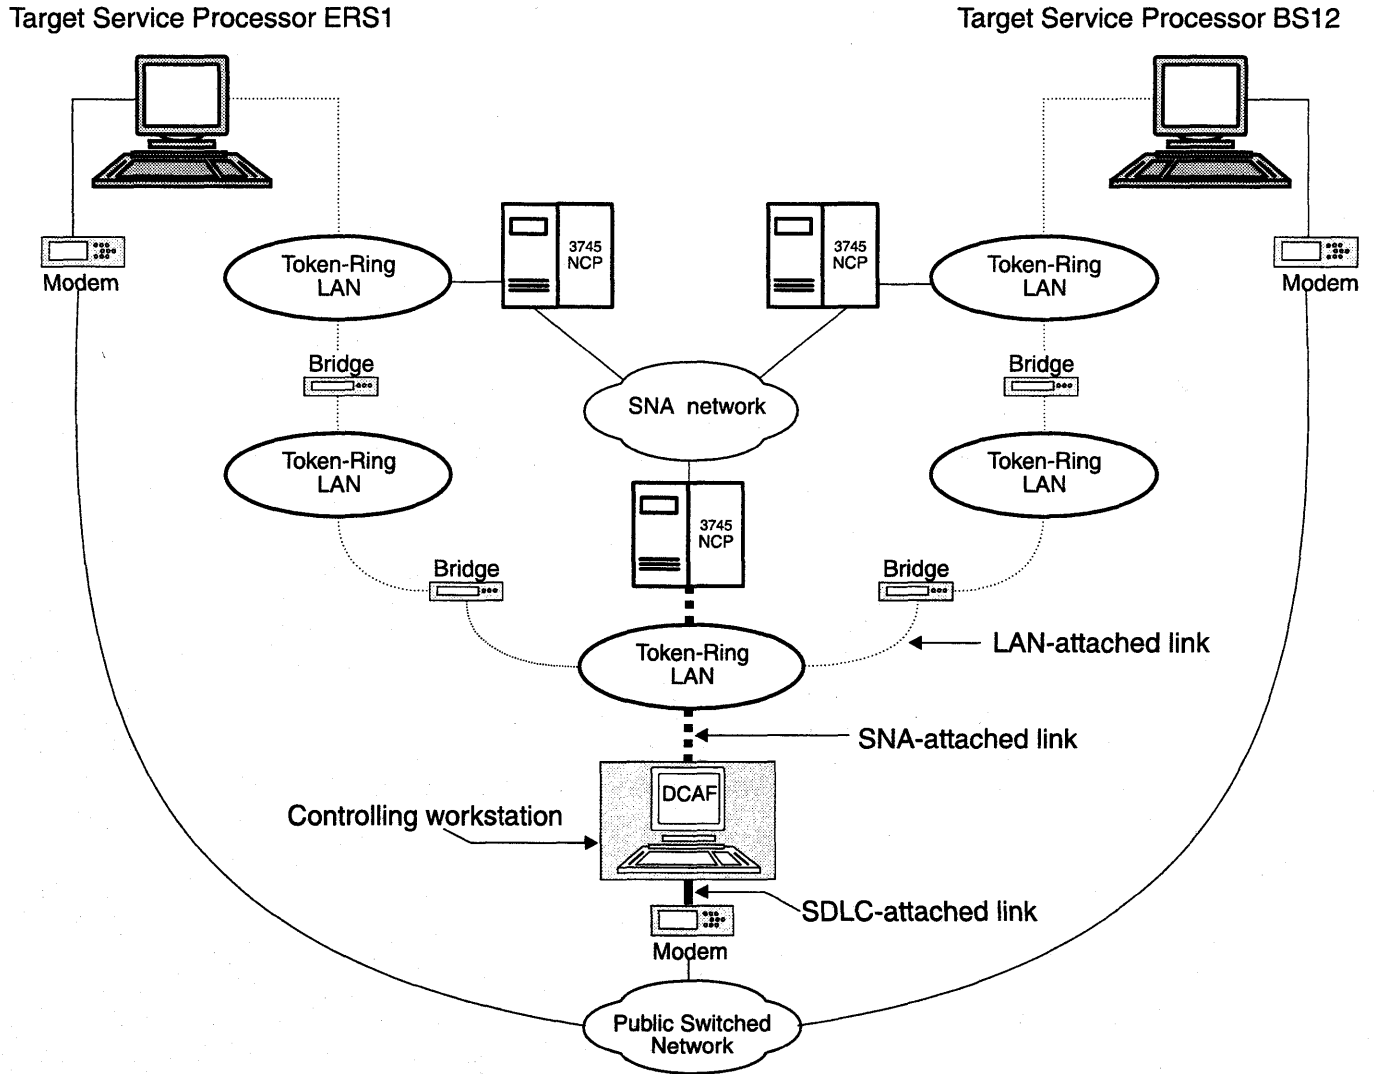 Target Service Processor ERS1
Target Service Processor BS12
3745
NCP
3745
NCP
Token-Ring
LAN
Token-Ring
LAN
Modem
Modem
Bridge
Bridge
SNA network
Token-Ring
LAN
Token-Ring
LAN
3745
NCP
Bridge
Bridge
Token-Ring
LAN
LAN-attached link
SNA-attached link
DCAF
Controlling workstation
SDLC-attached link
Modem
Public Switched
Network